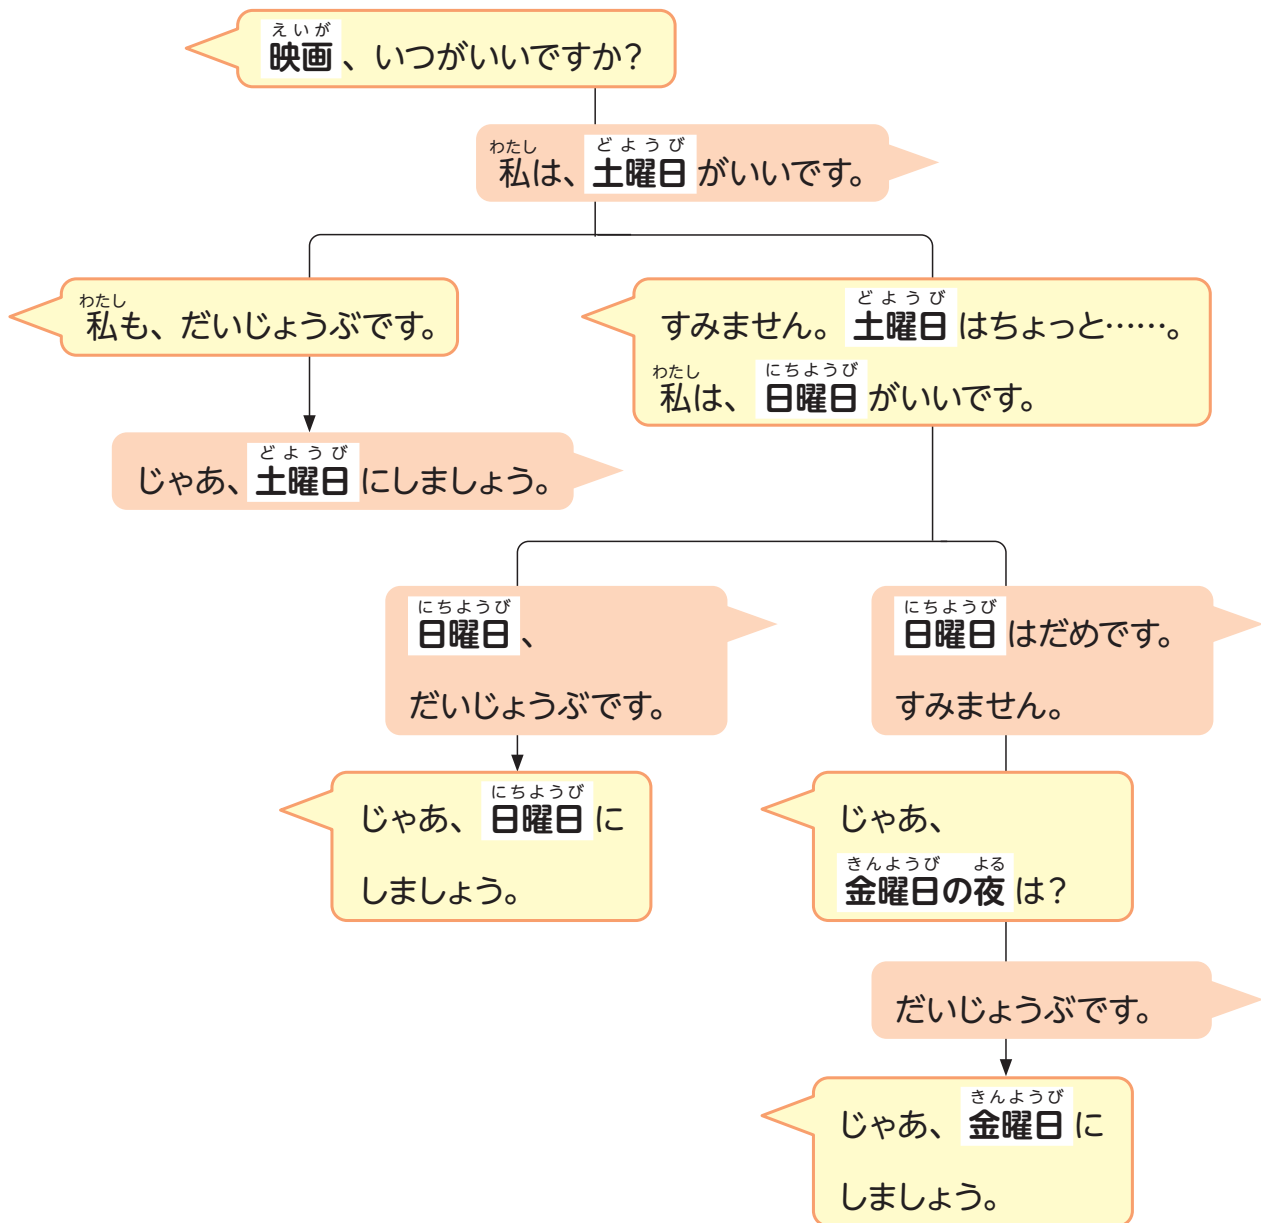 えいが
映画、いつがいいですか？
わたし どようび
私は、土曜日がいいです。
わたし
私も、だいじょうぶです。
どようび
じゃあ、土曜日にしましょう。
どようび
すみません。土曜日はちょっと……。
わたし にちようび
私は、日曜日がいいです。
にちようび
日曜日、
だいじょうぶです。
にちようび
じゃあ、日曜日に
しましょう。
にちようび
日曜日はだめです。
すみません。
じゃあ、
きんようび よる
金曜日の夜は？
だいじょうぶです。
きんようび
じゃあ、金曜日に
しましょう。